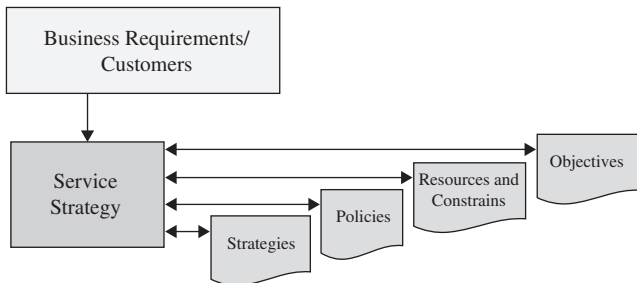 Business Requirements/
Customers
Service
Strategy
Objectives
Resources and
Constrains
Policies
Strategies